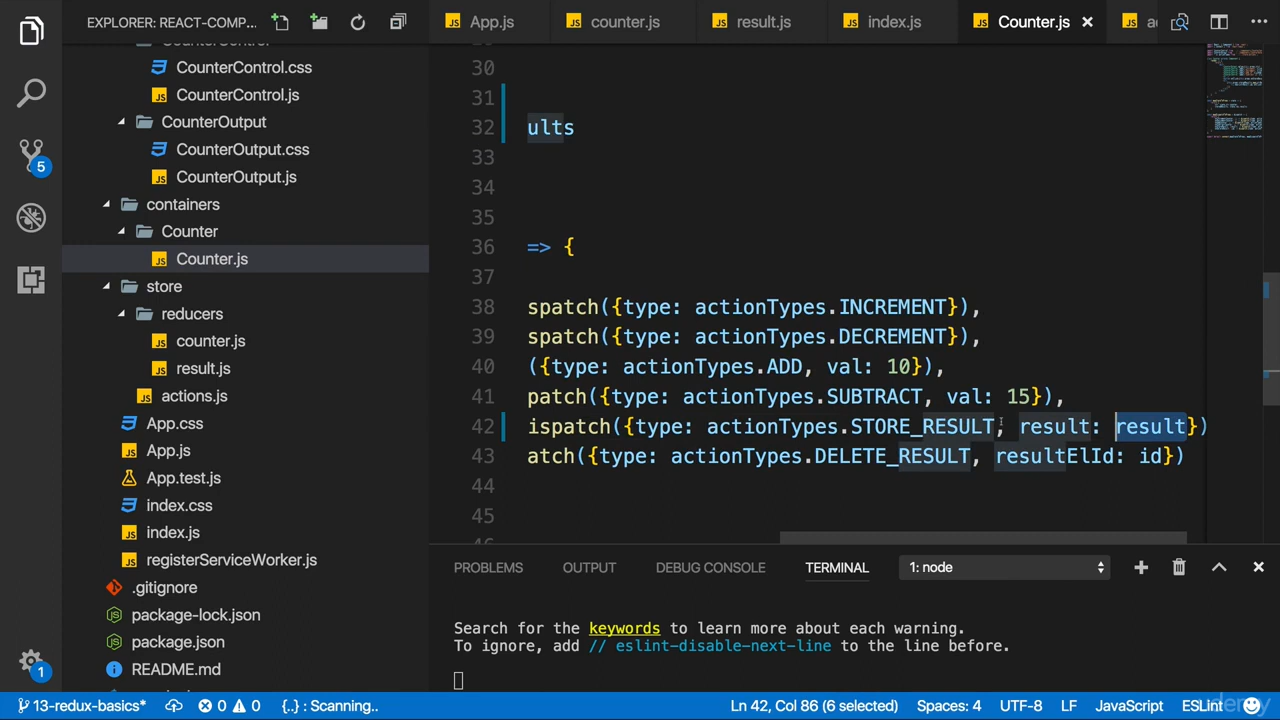 EXPLORER: REACT-COMP...
App.js
counter.js
result.js
index.js
Counter.js
CounterControl
CounterControl.css
CounterControl.js
CounterOutput
CounterOutput.css
CounterOutput.js
containers
Counter
Counter.js
store
reducers
counter.js
result.js
actions.js
App.css
App.js
App.test.js
index.css
index.js
registerServiceWorker.js
.gitignore
package-lock.json
package.json
README.md
5
1
30
31
32 ults
33
34
35
36 => {
37
38 spatch({type: actionTypes.INCREMENT}),
39 spatch({type: actionTypes.DECREMENT}),
40 ({type: actionTypes.ADD, val: 10}),
41 patch({type: actionTypes.SUBTRACT, val: 15}),
42 ispatch({type: actionTypes.STORE_RESULT, result: result})
43 atch({type: actionTypes.DELETE_RESULT, resultElId: id})
44
45
PROBLEMS OUTPUT DEBUG CONSOLE TERMINAL 1: node
Search for the keywords to learn more about each warning.
To ignore, add // eslint-disable-next-line to the line before.
13-redux-basics* 0 0 {..} : Scanning.. Ln 42, Col 86 (6 selected) Spaces: 4 UTF-8 LF JavaScript ESLint
udemy